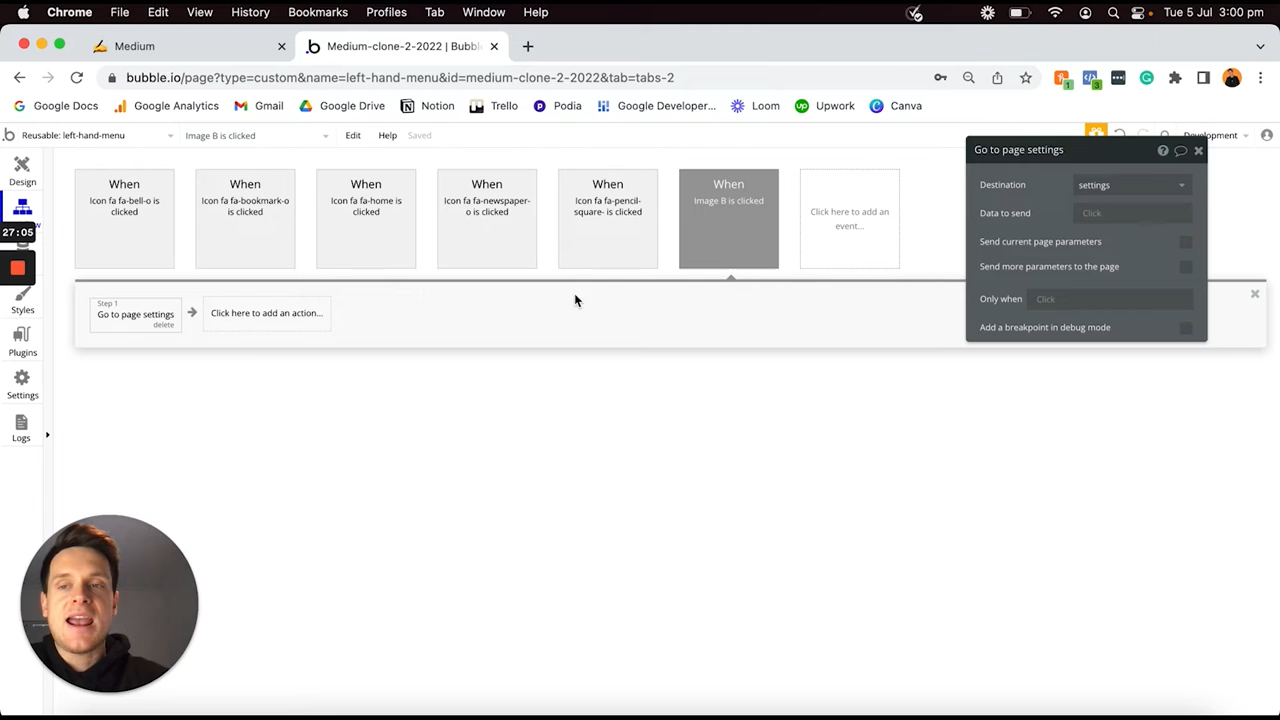 Chrome File Edit View History Bookmarks Profiles Tab Window Help Tue 5 Jul 3:00 pm
Medium Medium-clone-2-2022 | Bubbl
bubble.io/page?type=custom&name=left-hand-menu&id=medium-clone-2-2022&tab=tabs-2
1 3
Google Docs Google Analytics Gmail Google Drive Notion Trello Podia Google Developer... Loom Upwork Canva
Reusable: left-hand-menu Image B is clicked Edit Help Saved Development
Go to page settings
Destination settings
Data to send Click
Send current page parameters
Send more parameters to the page
Only when Click
Add a breakpoint in debug mode
Design
27:05
Styles
Plugins
Settings
Logs
When
Icon fa fa-bell-o is
clicked
When
Icon fa fa-bookmark-o
is clicked
When
Icon fa fa-home is
clicked
When
Icon fa fa-newspaper-
o is clicked
When
Icon fa fa-pencil-
square- is clicked
When
Image B is clicked
Click here to add an
event...
Step 1
Go to page settings
delete
Click here to add an action...